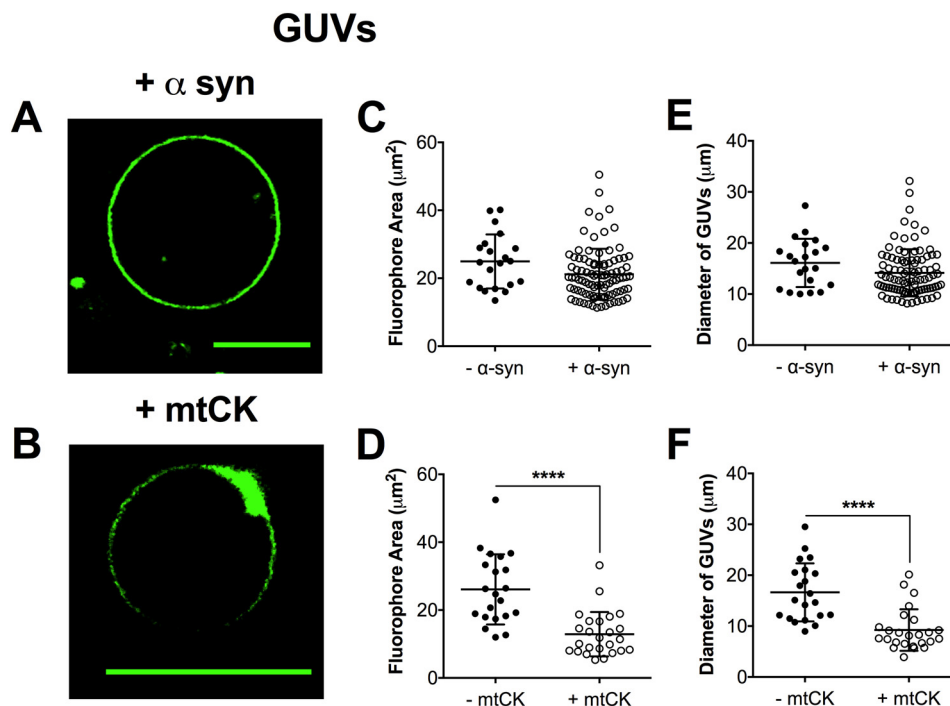 GUVs
+ α syn
A
+ mtCK
B
C
Fluorophore Area (μm²)
60
40
20
0
- α-syn
+ α-syn
E
Diameter of GUVs (μm)
40
30
20
10
0
- α-syn
+ α-syn
D
Fluorophore Area (μm²)
60
40
20
0
****
- mtCK
+ mtCK
F
Diameter of GUVs (μm)
40
30
20
10
0
****
- mtCK
+ mtCK